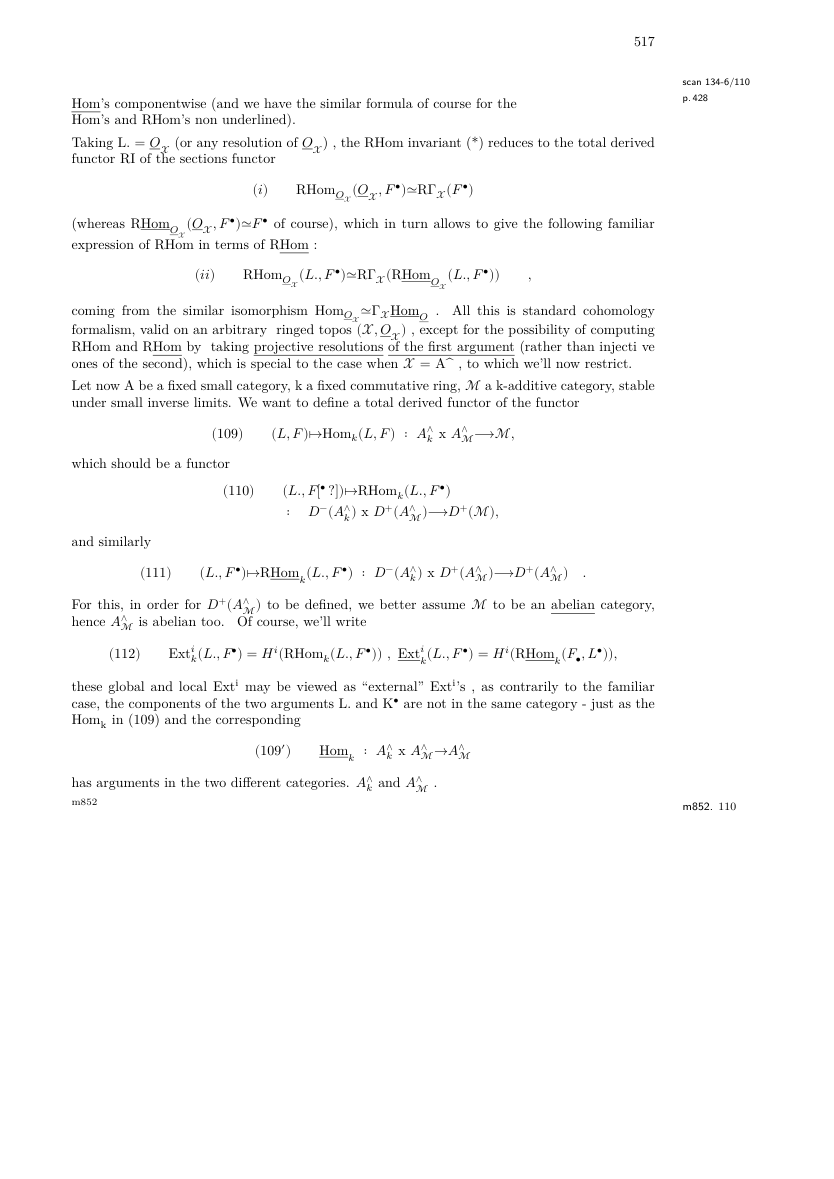 517
scan 134-6/110
p. 428
Hom's componentwise (and we have the similar formula of course for the
Hom's and RHom's non underlined).
Taking L. = O_𝒳 (or any resolution of O_𝒳) , the RHom invariant (*) reduces to the total derived
functor RI of the sections functor
(i) RHom_{O_𝒳}(O_𝒳, F•)≃RΓ_𝒳(F•)
(whereas RHom_{O_𝒳}(O_𝒳, F•)≃F• of course), which in turn allows to give the following familiar
expression of RHom in terms of RHom :
(ii) RHom_{O_𝒳}(L., F•)≃RΓ_𝒳(RHom_{O_𝒳}(L., F•)) ,
coming from the similar isomorphism Hom_{O_𝒳}≃Γ_𝒳Hom_O . All this is standard cohomology
formalism, valid on an arbitrary ringed topos (𝒳, O_𝒳) , except for the possibility of computing
RHom and RHom by taking projective resolutions of the first argument (rather than injecti ve
ones of the second), which is special to the case when 𝒳 = A^ , to which we'll now restrict.
Let now A be a fixed small category, k a fixed commutative ring, ℳ a k-additive category, stable
under small inverse limits. We want to define a total derived functor of the functor
(109) (L, F)↦Hom_k(L, F) : A^∧_k x A^∧_ℳ⟶ℳ,
which should be a functor
(110) (L., F[• ?])↦RHom_k(L., F•)
: D⁻(A^∧_k) x D⁺(A^∧_ℳ)⟶D⁺(ℳ),
and similarly
(111) (L., F•)↦RHom_k(L., F•) : D⁻(A^∧_k) x D⁺(A^∧_ℳ)⟶D⁺(A^∧_ℳ) .
For this, in order for D⁺(A^∧_ℳ) to be defined, we better assume ℳ to be an abelian category,
hence A^∧_ℳ is abelian too. Of course, we'll write
(112) Ext^i_k(L., F•) = H^i(RHom_k(L., F•)) , Ext^i_k(L., F•) = H^i(RHom_k(F_•, L•)),
these global and local Ext^i may be viewed as “external” Ext^i's , as contrarily to the familiar
case, the components of the two arguments L. and K• are not in the same category - just as the
Hom_k in (109) and the corresponding
(109′) Hom_k : A^∧_k x A^∧_ℳ→A^∧_ℳ
has arguments in the two different categories. A^∧_k and A^∧_ℳ .
m852
m852. 110